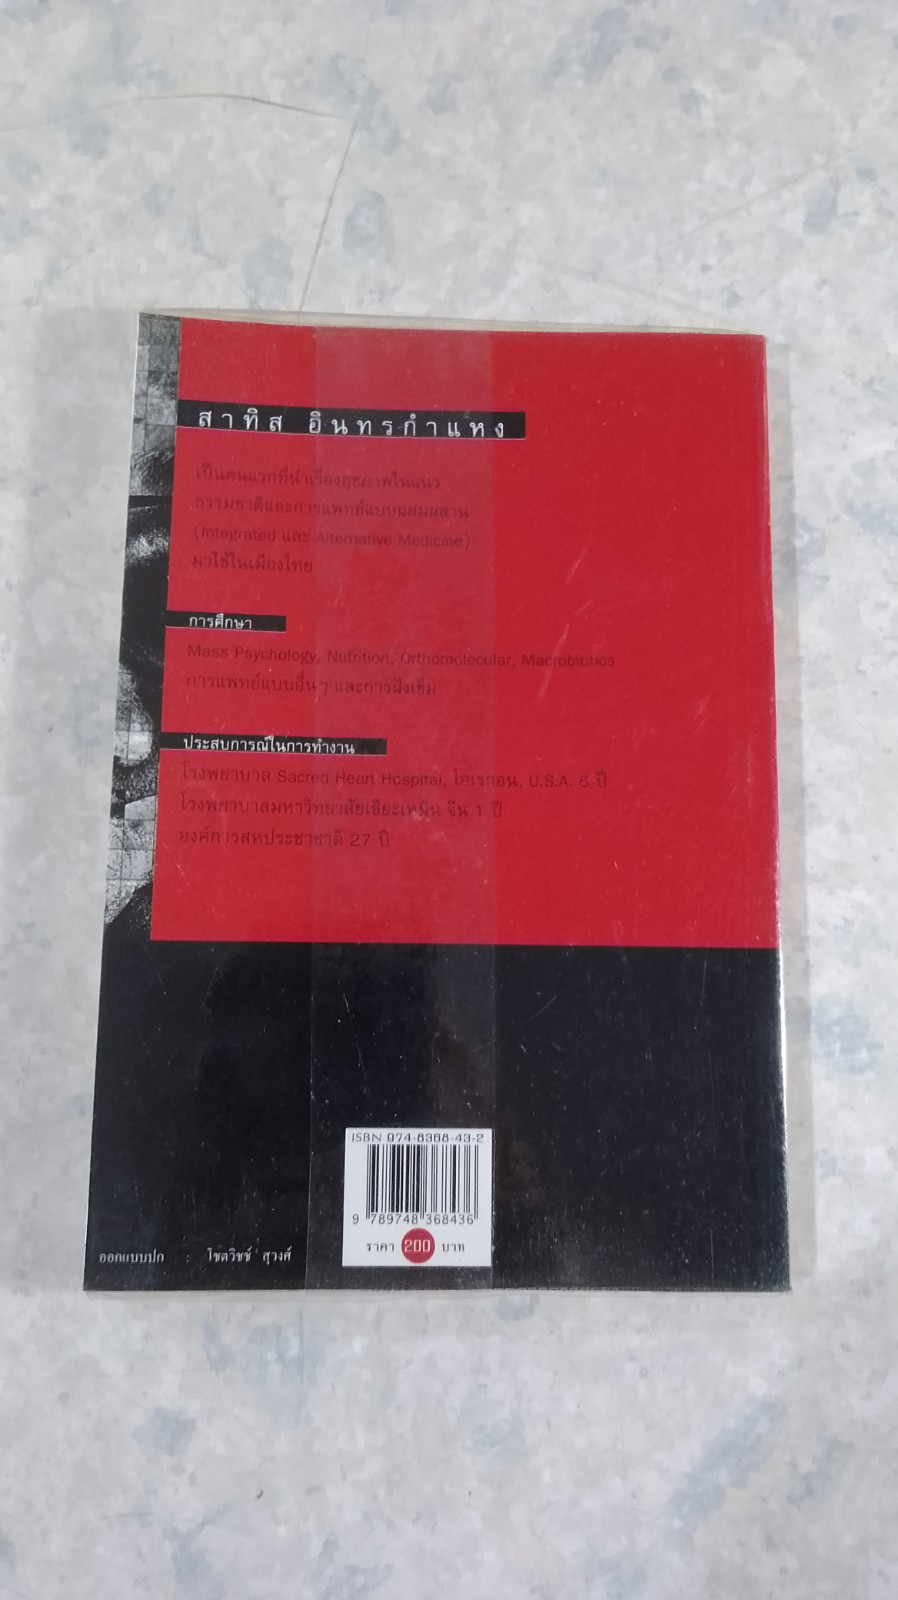 สาทิส อินทรกำแหง
เป็นคนแรกที่นำเรื่องสุขภาพในแนว
ธรรมชาติและการแพทย์แบบผสมผสาน
(Integrated และ Alternative Medicine)
มาใช้ในเมืองไทย
การศึกษา
Mass Psychology, Nutrition, Orthomolecular, Macrobiotics
การแพทย์แบบอื่นๆ และการฝังเข็ม
ประสบการณ์ในการทำงาน
โรงพยาบาล Sacred Heart Hospital, โอเรกอน, U.S.A. 6 ปี
โรงพยาบาลมหาวิทยาลัยเซียะเหมิน จีน 1 ปี
องค์การสหประชาชาติ 27 ปี
ISBN 974-8368-43-2
9 789748 368436
ราคา 200 บาท
ออกแบบปก : โชตวิชช์ สุวงศ์